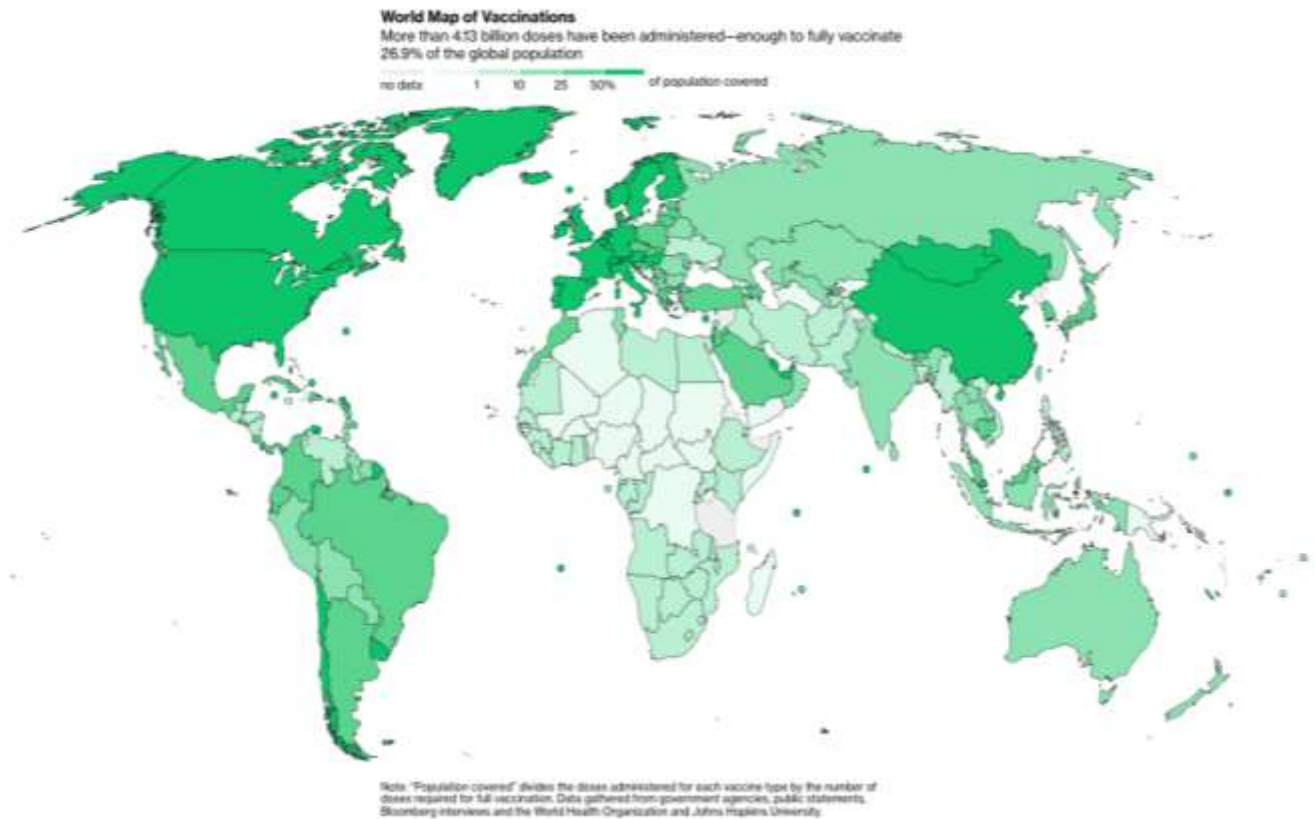 World Map of Vaccinations
More than 4.13 billion doses have been administered—enough to fully vaccinate
26.9% of the global population
no data 1 10 25 50% of population covered
Note: "Population covered" divides the doses administered for each vaccine type by the number of
doses required for full vaccination. Data gathered from government agencies, public statements,
Bloomberg interviews and the World Health Organization and Johns Hopkins University.